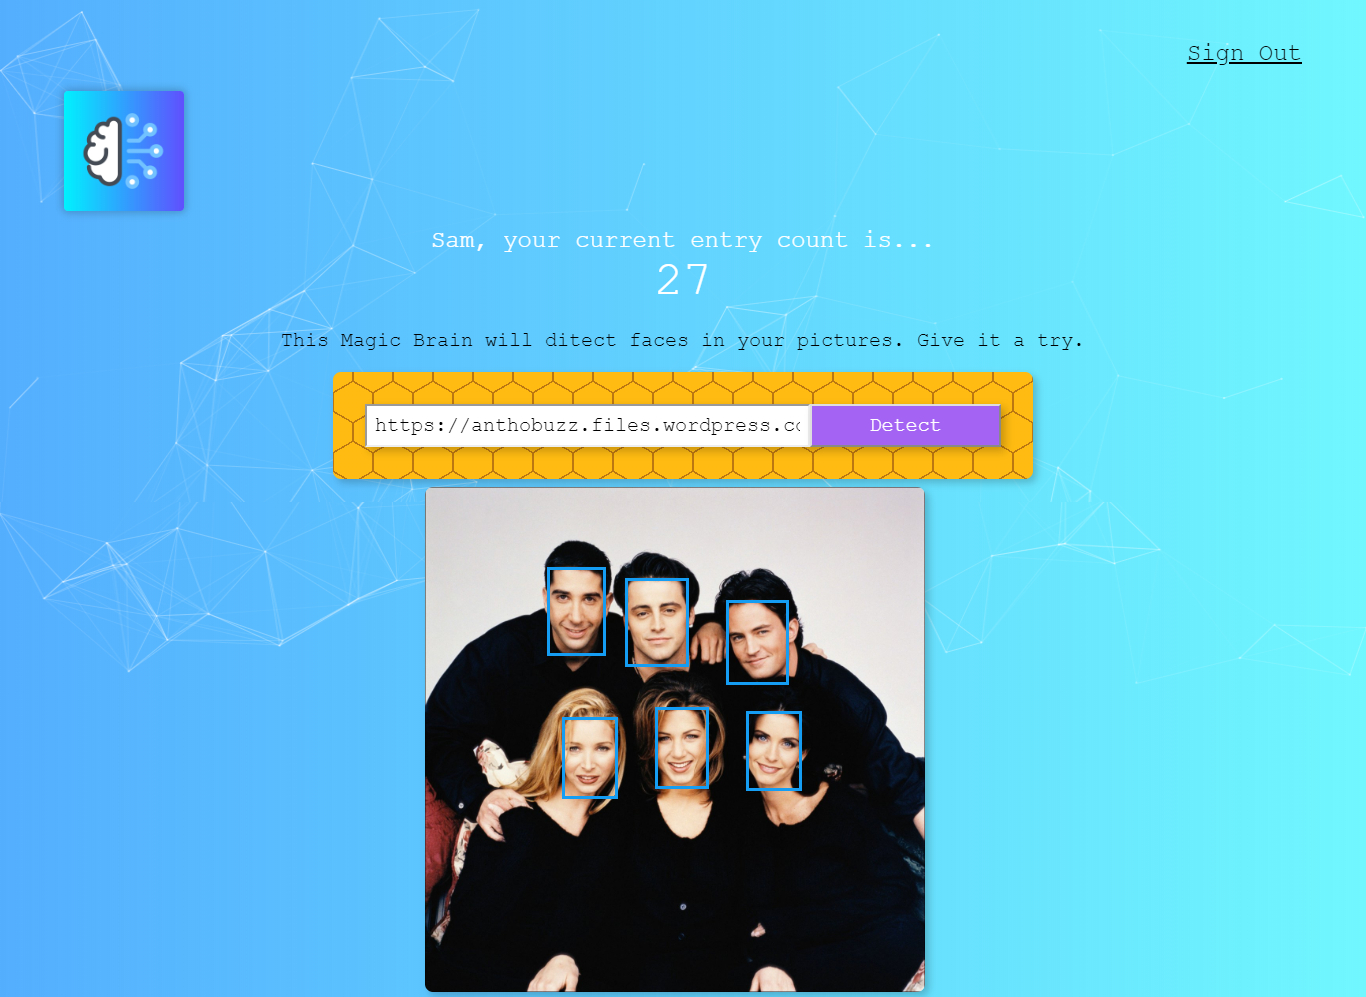 Sign Out
Sam, your current entry count is...
27
This Magic Brain will ditect faces in your pictures. Give it a try.
https://anthobuzz.files.wordpress.co
Detect